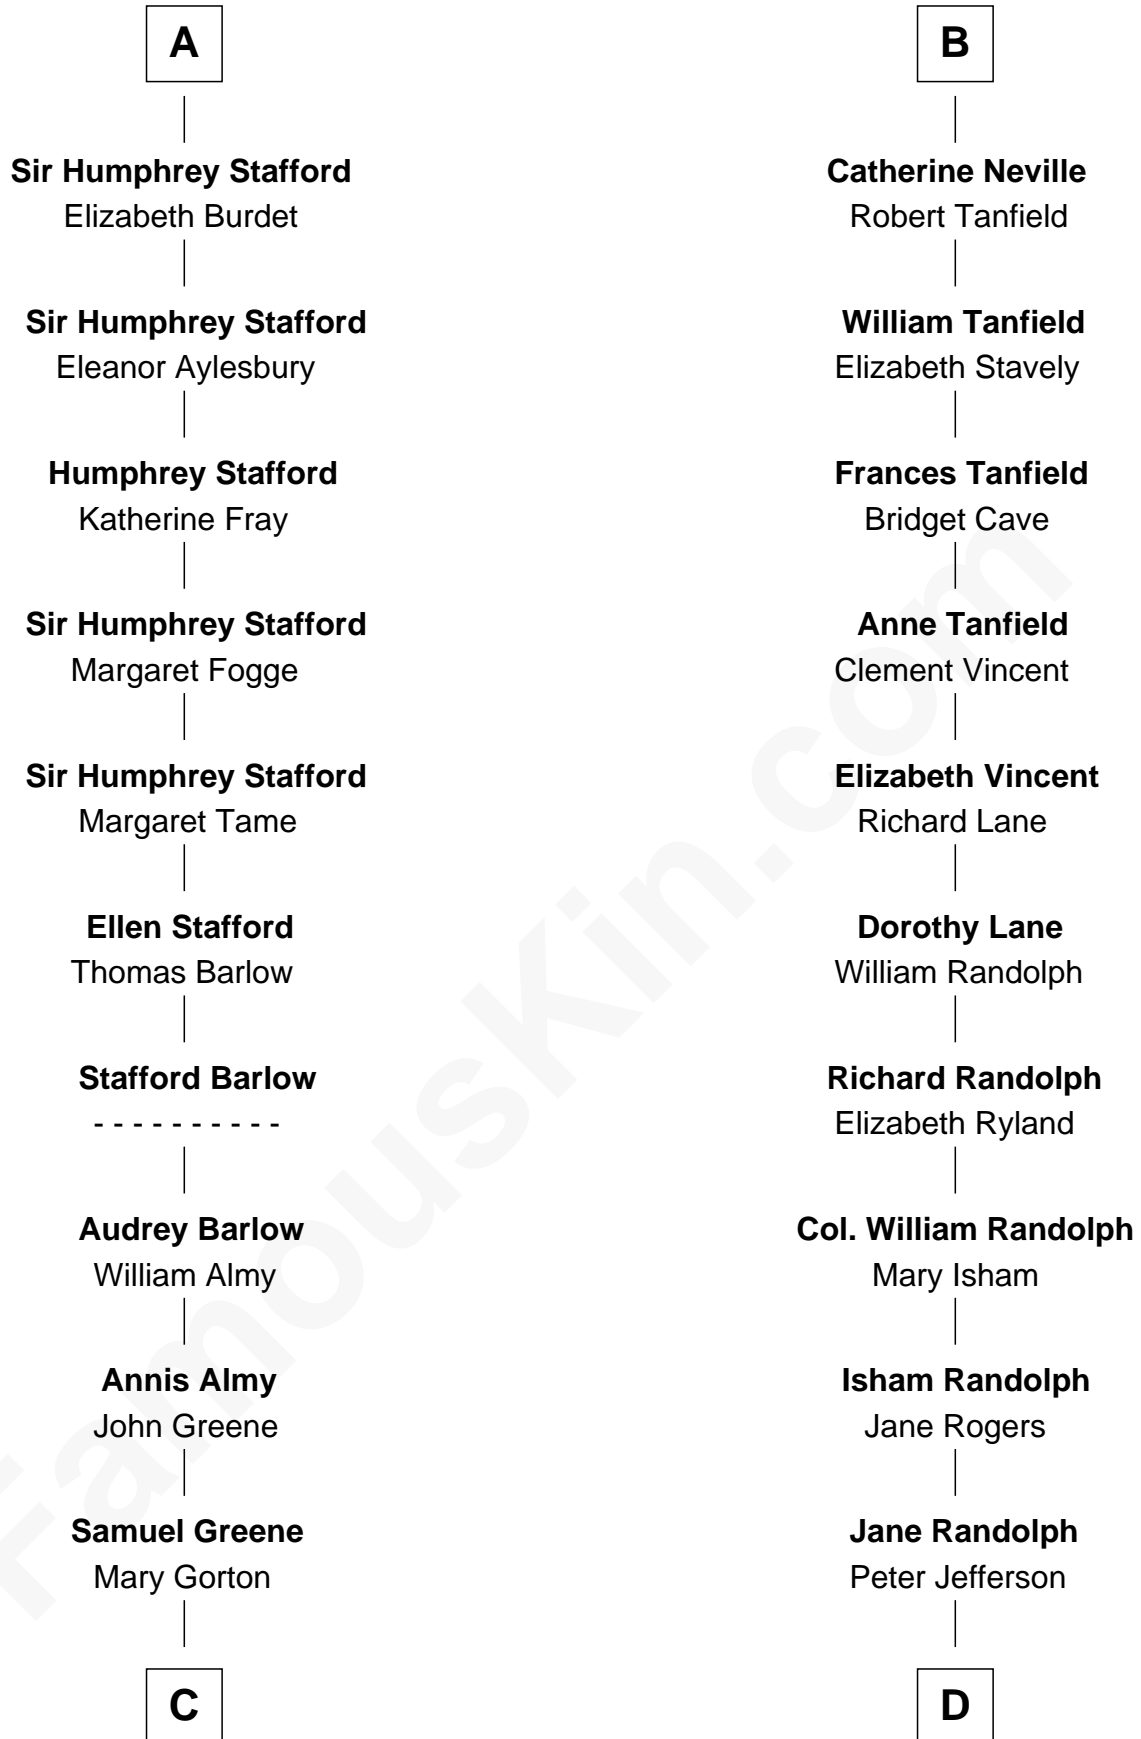 A
Sir Humphrey Stafford
Elizabeth Burdet
Sir Humphrey Stafford
Eleanor Aylesbury
Humphrey Stafford
Katherine Fray
Sir Humphrey Stafford
Margaret Fogge
Sir Humphrey Stafford
Margaret Tame
Ellen Stafford
Thomas Barlow
Stafford Barlow
- - - - - - - - - -
Audrey Barlow
William Almy
Annis Almy
John Greene
Samuel Greene
Mary Gorton
C
B
Catherine Neville
Robert Tanfield
William Tanfield
Elizabeth Stavely
Frances Tanfield
Bridget Cave
Anne Tanfield
Clement Vincent
Elizabeth Vincent
Richard Lane
Dorothy Lane
William Randolph
Richard Randolph
Elizabeth Ryland
Col. William Randolph
Mary Isham
Isham Randolph
Jane Rogers
Jane Randolph
Peter Jefferson
D
FamousKin.com